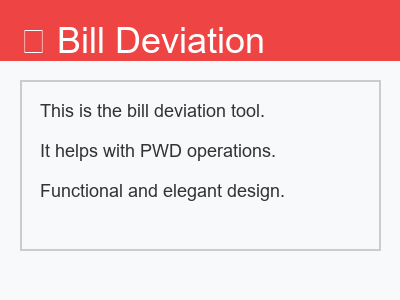 Bill Deviation
This is the bill deviation tool.
It helps with PWD operations.
Functional and elegant design.